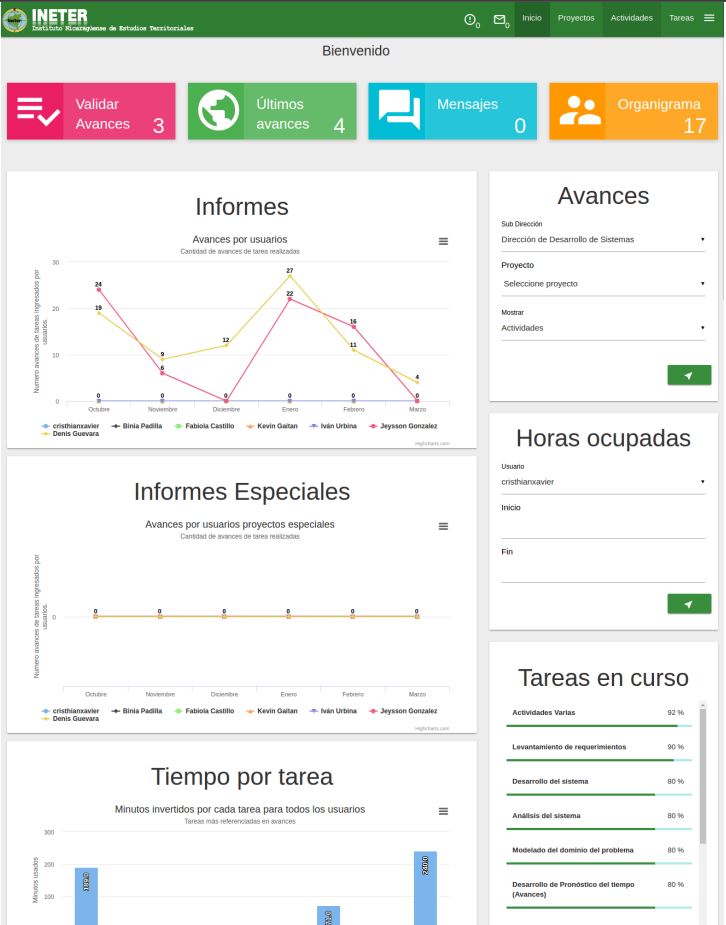 INETER
Instituto Nicaragüense de Estudios Territoriales
0
0
Inicio
Proyectos
Actividades
Tareas
Bienvenido
Validar
Avances
3
Últimos
avances
4
Mensajes
0
Organigrama
17
Informes
Avances por usuarios
Cantidad de avances de tarea realizadas
Numero avances de tareas ingresados por
usuarios.
30
20
10
0
24
19
9
6
12
0
27
22
16
11
4
0
0
0
0
0
0
0
Octubre
Noviembre
Diciembre
Enero
Febrero
Marzo
cristhianxavier
Binia Padilla
Fabiola Castillo
Kevin Gaitan
Iván Urbina
Jeysson Gonzalez
Denis Guevara
Highcharts.com
Informes Especiales
Avances por usuarios proyectos especiales
Cantidad de avances de tarea realizadas
Numero avances de tareas ingresados por
usuarios.
0
0
0
0
0
0
0
Octubre
Noviembre
Diciembre
Enero
Febrero
Marzo
cristhianxavier
Binia Padilla
Fabiola Castillo
Kevin Gaitan
Iván Urbina
Jeysson Gonzalez
Denis Guevara
Highcharts.com
Tiempo por tarea
Minutos invertidos por cada tarea para todos los usuarios
Tareas más referenciadas en avances
Minutos usados
300
200
100
240.0
Avances
Sub Dirección
Dirección de Desarrollo de Sistemas
Proyecto
Seleccione proyecto
Mostrar
Actividades
Horas ocupadas
Usuario
cristhianxavier
Inicio
Fin
Tareas en curso
Actividades Varias 92 %
Levantamiento de requerimientos 90 %
Desarrollo del sistema 80 %
Análisis del sistema 80 %
Modelado del dominio del problema 80 %
Desarrollo de Pronóstico del tiempo 80 %
(Avances)